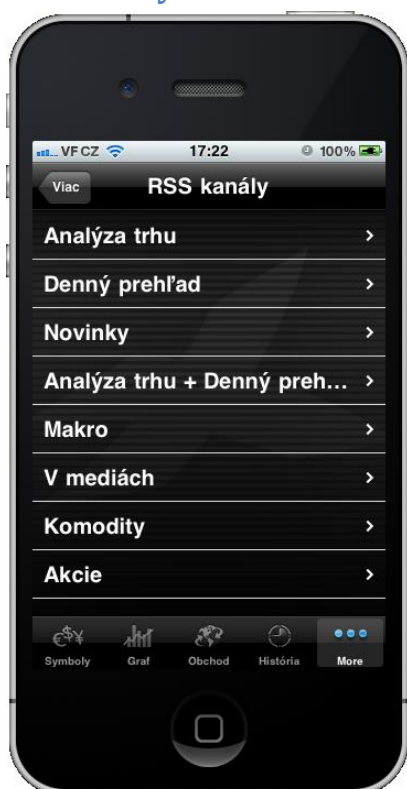 VF CZ 17:22 100%
Viac RSS kanály
Analýza trhu
Denný prehľad
Novinky
Analýza trhu + Denný preh...
Makro
V mediách
Komodity
Akcie
€$¥
Symboly Graf Obchod História More